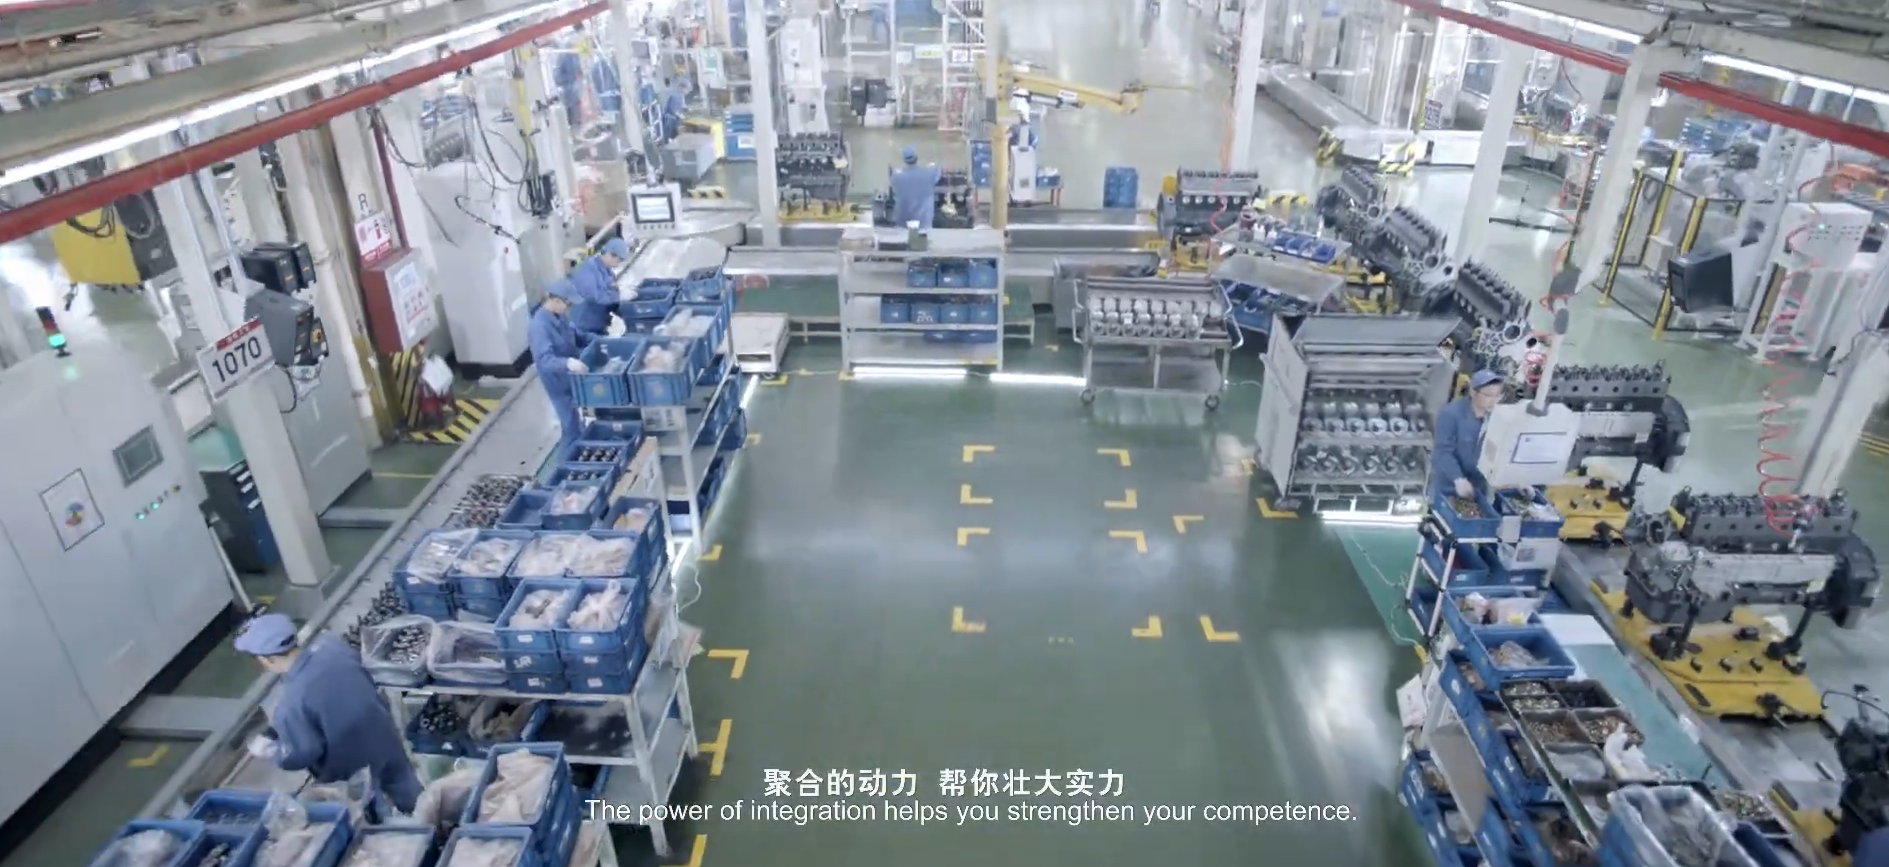 R
1070
聚合的动力 帮你壮大实力
The power of integration helps you strengthen your competence.